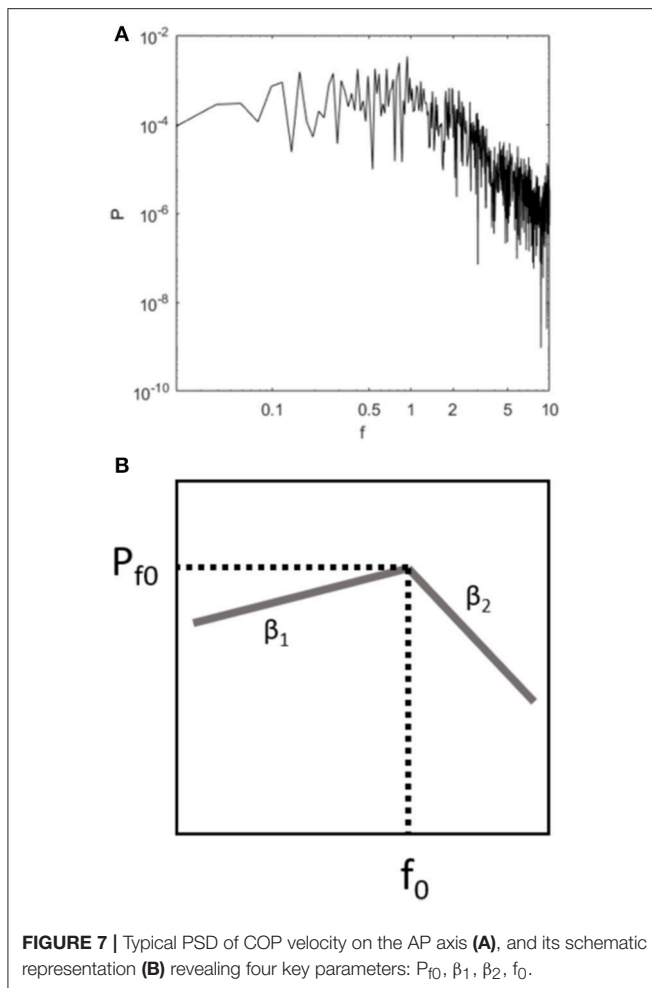 A
10⁻²
10⁻⁴
P
10⁻⁶
10⁻⁸
10⁻¹⁰
0.1 0.5 1 2 5 10
f
B
P_f0
β₁
β₂
f₀
FIGURE 7 | Typical PSD of COP velocity on the AP axis (A), and its schematic
representation (B) revealing four key parameters: P_f0, β₁, β₂, f₀.